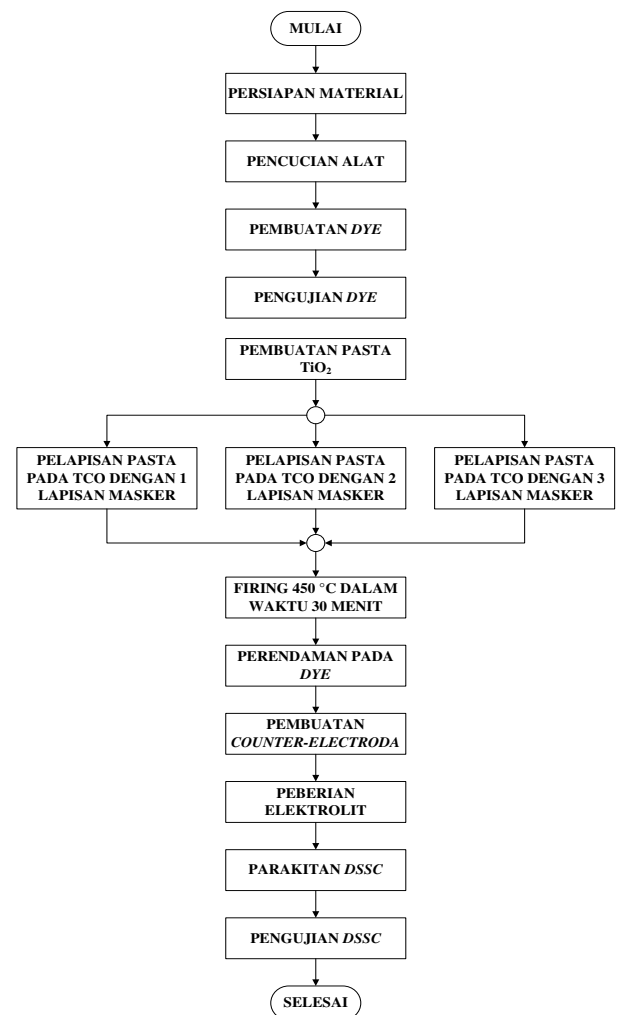 MULAI
PERSIAPAN MATERIAL
PENCUCIAN ALAT
PEMBUATAN DYE
PENGUJIAN DYE
PEMBUATAN PASTA
TiO₂
PELAPISAN PASTA
PADA TCO DENGAN 1
LAPISAN MASKER
PELAPISAN PASTA
PADA TCO DENGAN 2
LAPISAN MASKER
PELAPISAN PASTA
PADA TCO DENGAN 3
LAPISAN MASKER
FIRING 450 °C DALAM
WAKTU 30 MENIT
PERENDAMAN PADA
DYE
PEMBUATAN
COUNTER-ELECTRODA
PEBERIAN
ELEKTROLIT
PARAKITAN DSSC
PENGUJIAN DSSC
SELESAI